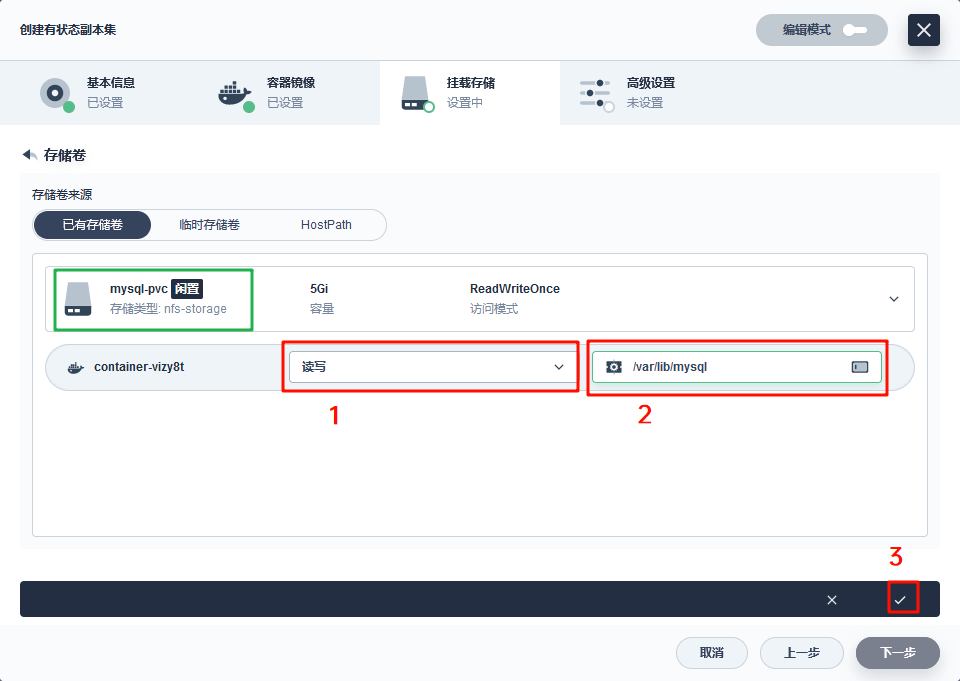 创建有状态副本集
编辑模式
基本信息
已设置
容器镜像
已设置
挂载存储
设置中
高级设置
未设置
存储卷
存储卷来源
已有存储卷 临时存储卷 HostPath
mysql-pvc 闲置 5Gi ReadWriteOnce
存储类型: nfs-storage 容量 访问模式
container-vizy8t 读写 /var/lib/mysql
1 2
3
取消 上一步 下一步